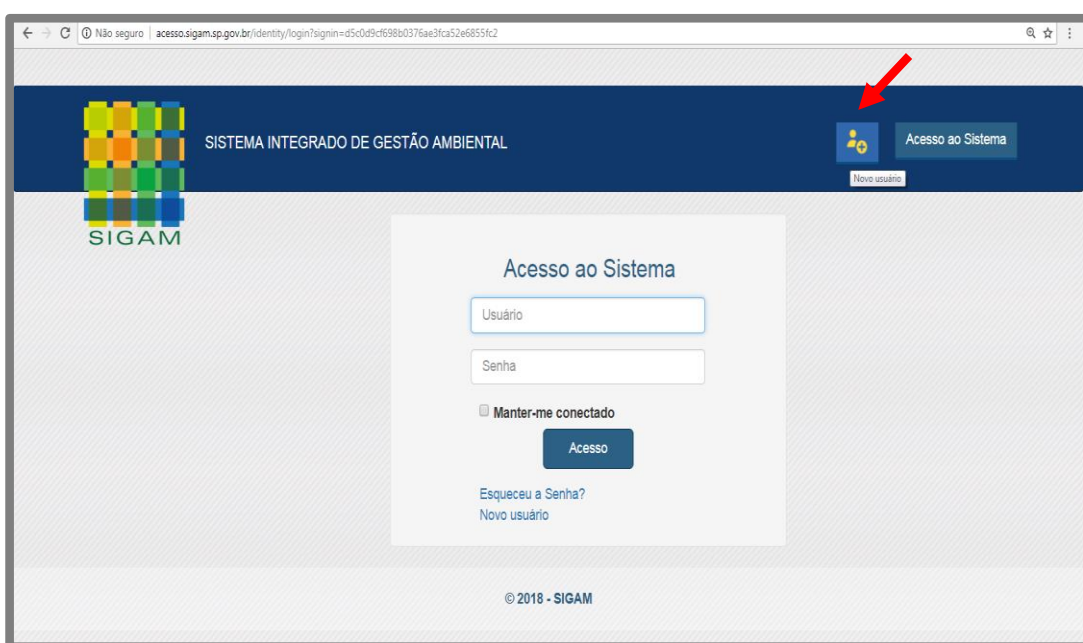 Não seguro | acesso.sigam.sp.gov.br/identity/login?signin=d5c0d9cf698b0376ae3fca52e6855fc2
SISTEMA INTEGRADO DE GESTÃO AMBIENTAL
Acesso ao Sistema
Novo usuário
SIGAM
Acesso ao Sistema
Usuário
Senha
Manter-me conectado
Acesso
Esqueceu a Senha?
Novo usuário
© 2018 - SIGAM